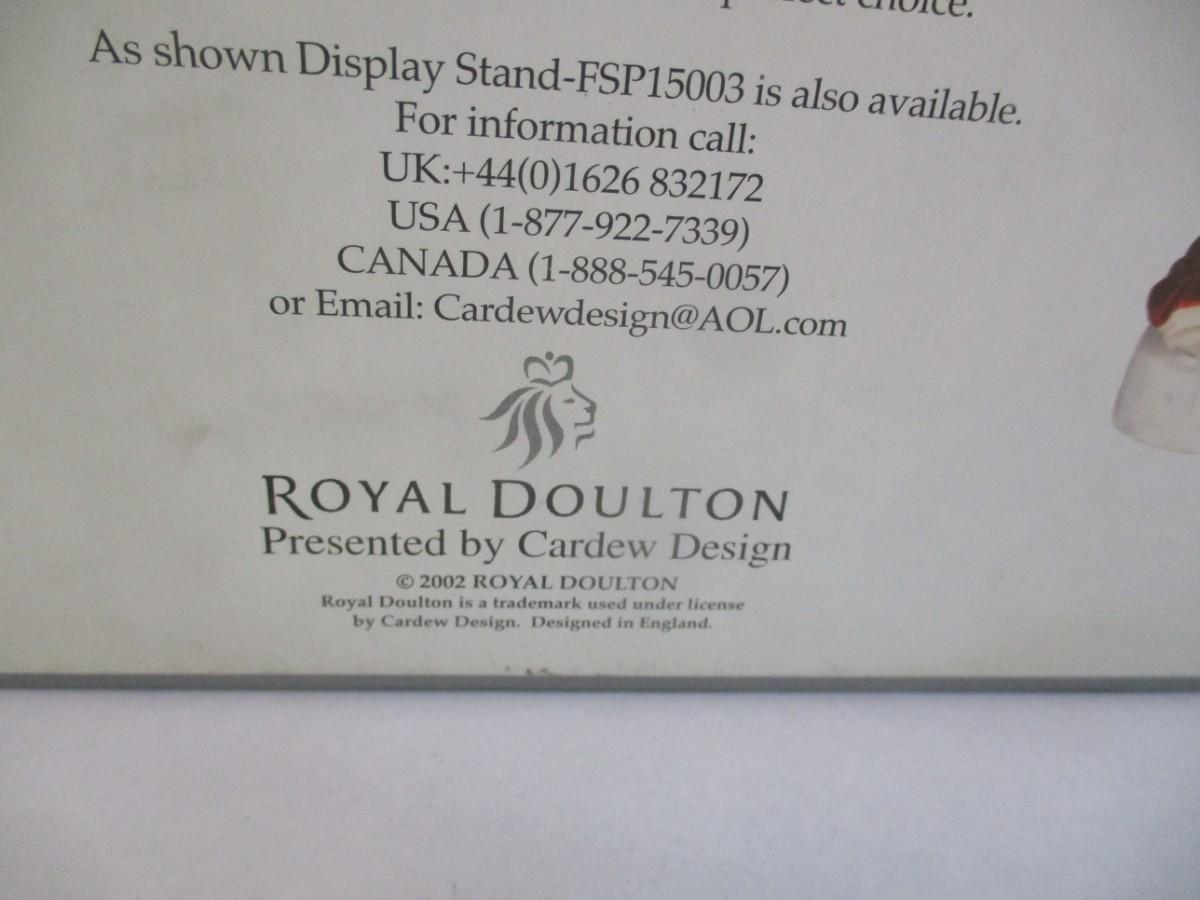 choice.
As shown Display Stand-FSP15003 is also available.
For information call:
UK:+44(0)1626 832172
USA (1-877-922-7339)
CANADA (1-888-545-0057)
or Email: Cardewdesign@AOL.com
ROYAL DOULTON
Presented by Cardew Design
© 2002 ROYAL DOULTON
Royal Doulton is a trademark used under license
by Cardew Design. Designed in England.